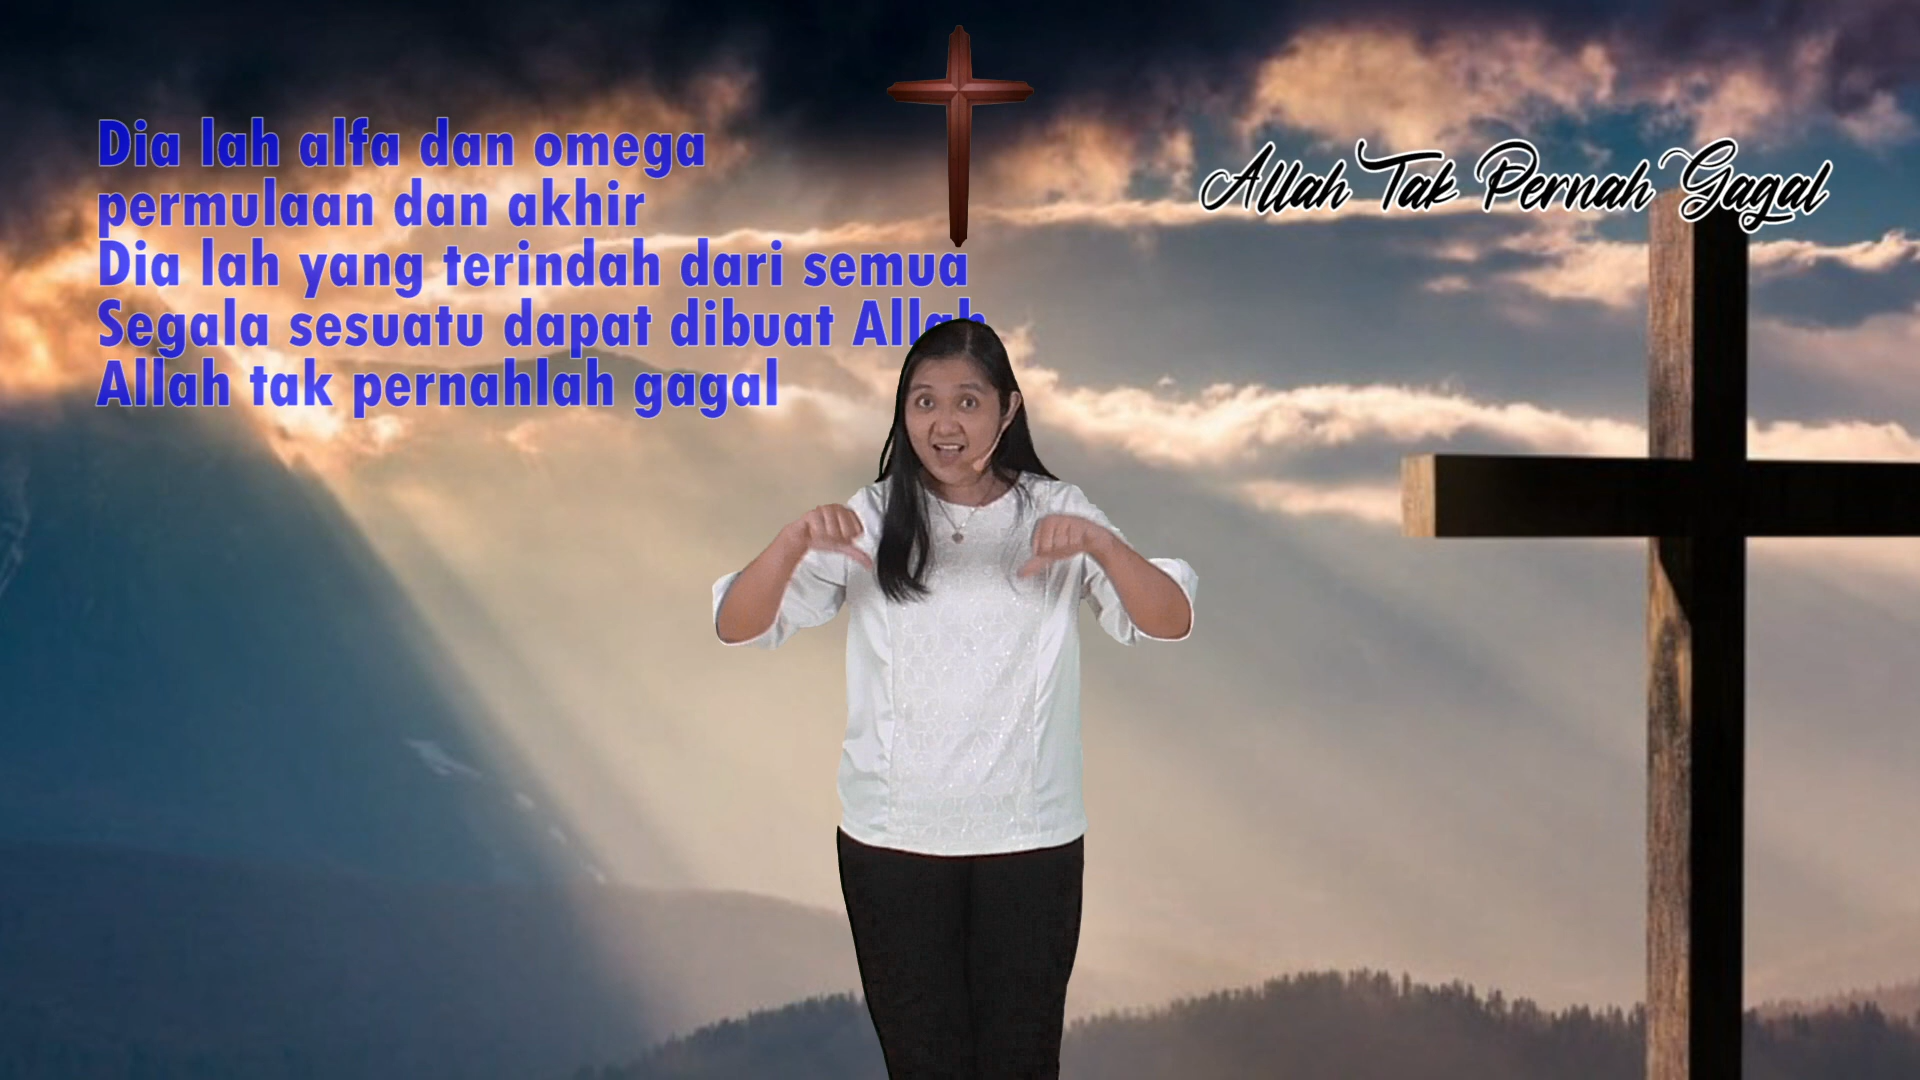 Dia lah alfa dan omega
permulaan dan akhir
Dia lah yang terindah dari semua
Segala sesuatu dapat dibuat Allah
Allah tak pernahlah gagal
Allah Tak Pernah Gagal